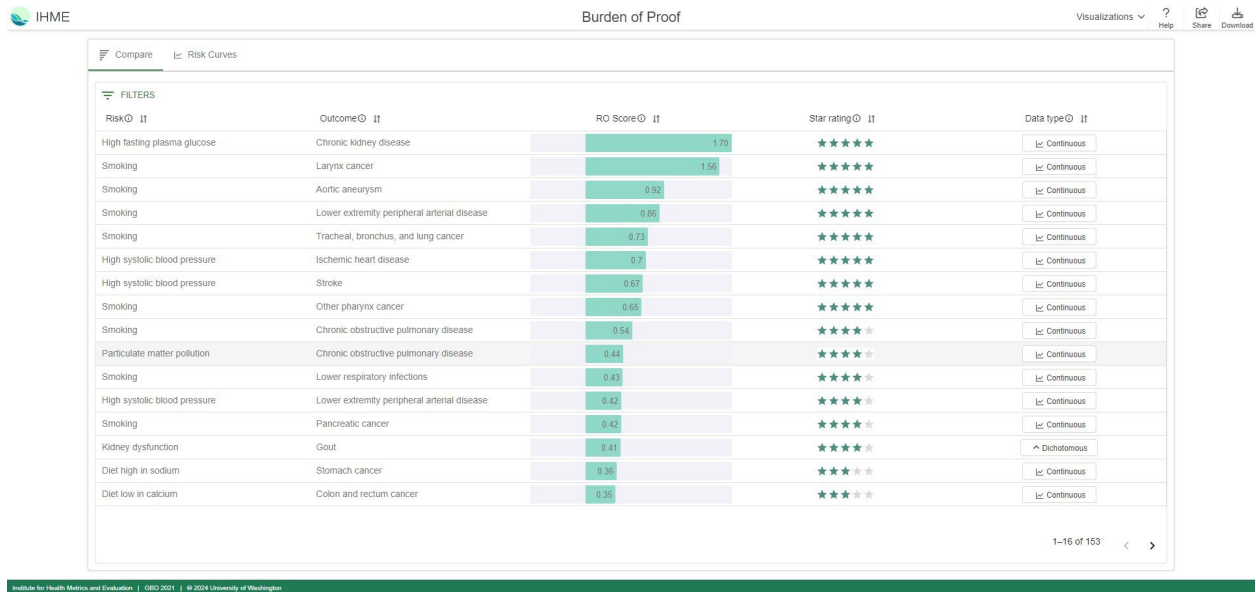 IHME Burden of Proof Visualizations Help Share Download
Compare Risk Curves
FILTERS
Risk Outcome RO Score Star rating Data type
High fasting plasma glucose Chronic kidney disease 1.70 Continuous
Smoking Larynx cancer 1.56 Continuous
Smoking Aortic aneurysm 0.92 Continuous
Smoking Lower extremity peripheral arterial disease 0.86 Continuous
Smoking Tracheal, bronchus, and lung cancer 0.73 Continuous
High systolic blood pressure Ischemic heart disease 0.7 Continuous
High systolic blood pressure Stroke 0.67 Continuous
Smoking Other pharynx cancer 0.65 Continuous
Smoking Chronic obstructive pulmonary disease 0.54 Continuous
Particulate matter pollution Chronic obstructive pulmonary disease 0.44 Continuous
Smoking Lower respiratory infections 0.43 Continuous
High systolic blood pressure Lower extremity peripheral arterial disease 0.42 Continuous
Smoking Pancreatic cancer 0.42 Continuous
Kidney dysfunction Gout 0.41 Dichotomous
Diet high in sodium Stomach cancer 0.36 Continuous
Diet low in calcium Colon and rectum cancer 0.35 Continuous
1–16 of 153
Institute for Health Metrics and Evaluation | GBD 2021 | © 2024 University of Washington